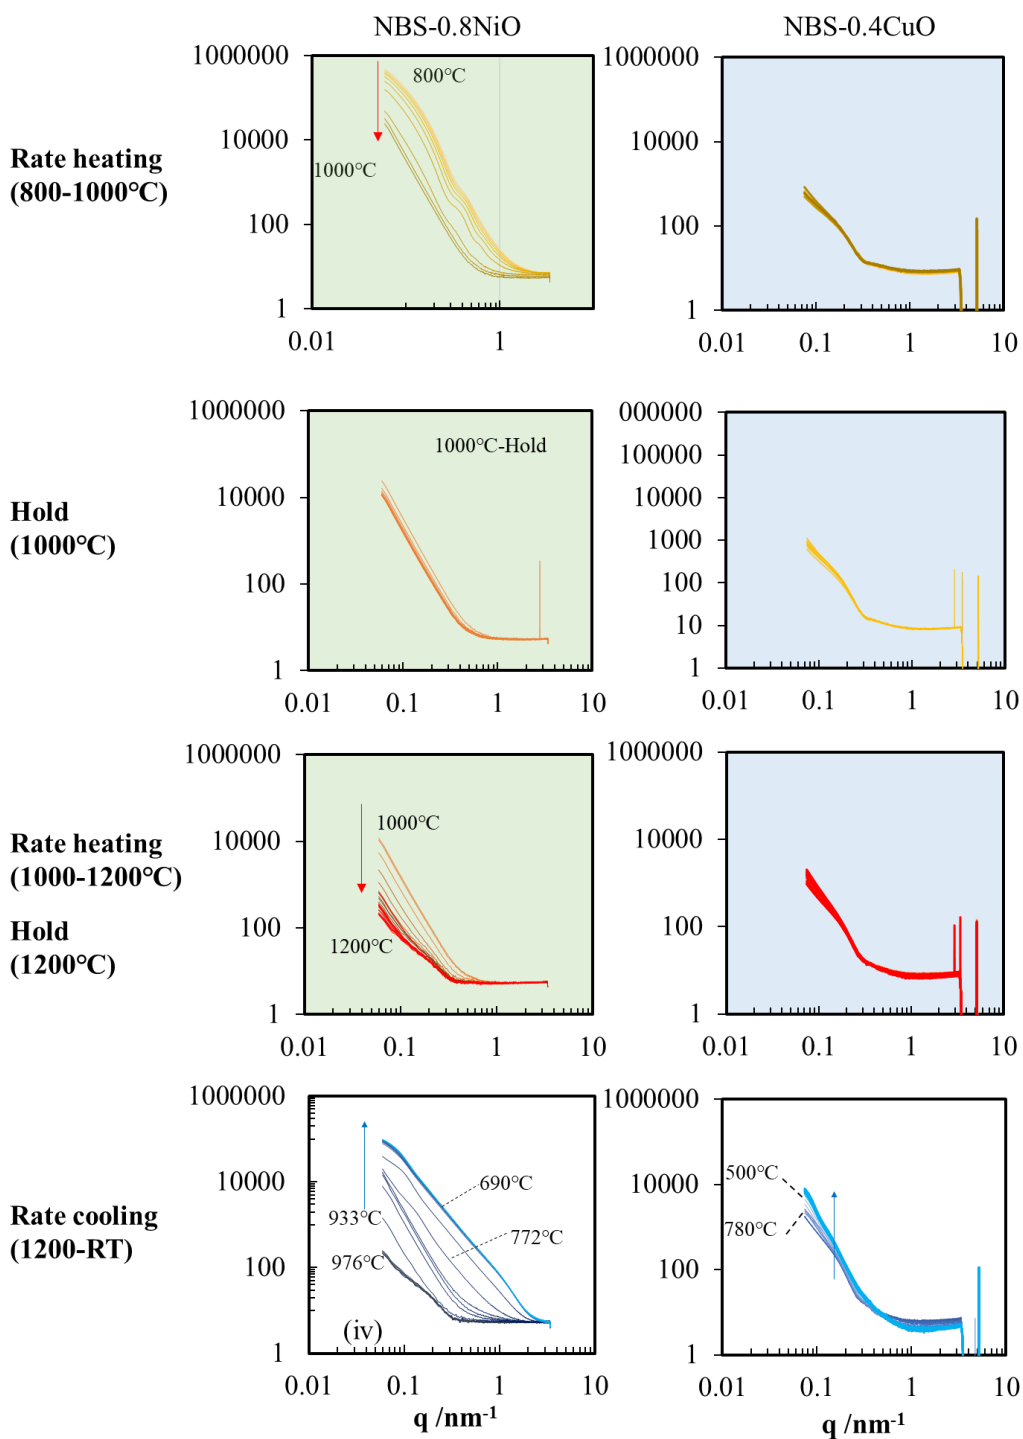 NBS-0.8NiO
NBS-0.4CuO
Rate heating
(800-1000°C)
1000000
10000
100
1
0.01
0.1
1
800°C
1000°C
1000000
10000
100
1
0.01
0.1
1
10
Hold
(1000°C)
1000000
10000
100
1
0.01
0.1
1
10
1000°C-Hold
000000
100000
10000
1000
100
10
1
0.01
0.1
1
10
Rate heating
(1000-1200°C)
Hold
(1200°C)
1000000
10000
100
1
0.01
0.1
1
10
1000°C
1200°C
1000000
10000
100
1
0.01
0.1
1
10
Rate cooling
(1200-RT)
1000000
10000
100
1
0.01
0.1
1
10
690°C
933°C
772°C
976°C
(iv)
q /nm-1
1000000
10000
100
1
0.01
0.1
1
10
500°C
780°C
q /nm-1